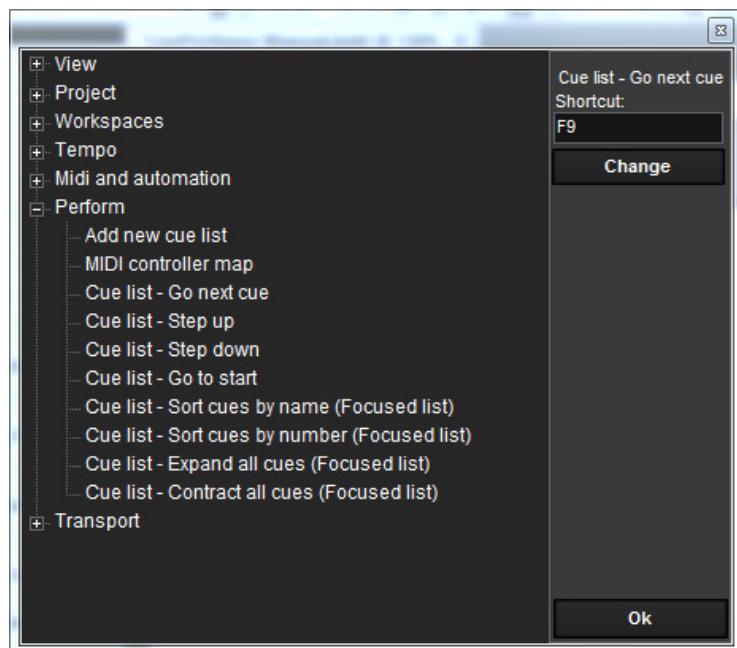 View
Project
Workspaces
Tempo
Midi and automation
Perform
Add new cue list
MIDI controller map
Cue list - Go next cue
Cue list - Step up
Cue list - Step down
Cue list - Go to start
Cue list - Sort cues by name (Focused list)
Cue list - Sort cues by number (Focused list)
Cue list - Expand all cues (Focused list)
Cue list - Contract all cues (Focused list)
Transport
Cue list - Go next cue
Shortcut:
F9
Change
Ok